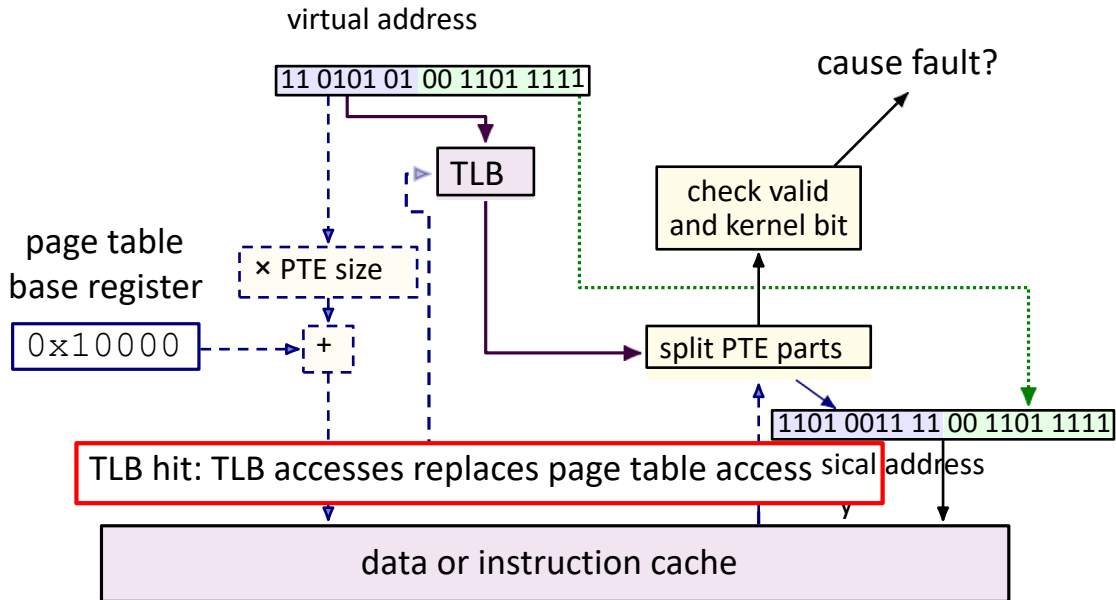 virtual address
11 0101 01 00 1101 1111
cause fault?
TLB
check valid
and kernel bit
page table
base register
× PTE size
0x10000
+
split PTE parts
1101 0011 11 00 1101 1111
TLB hit: TLB accesses replaces page table access
sical address
y
data or instruction cache